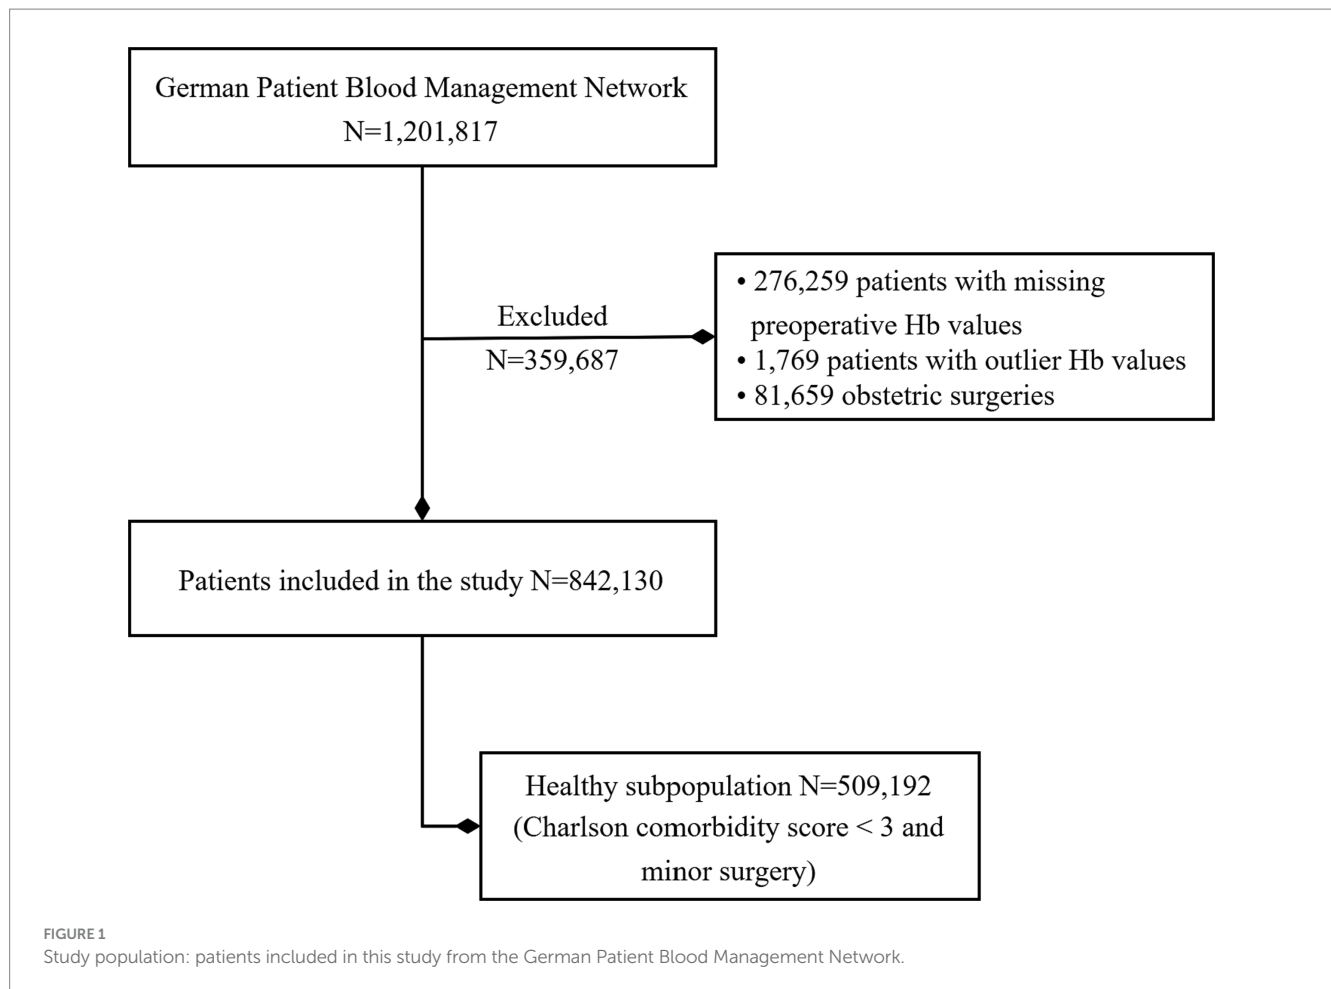 German Patient Blood Management Network
N=1,201,817
Excluded
N=359,687
• 276,259 patients with missing
preoperative Hb values
• 1,769 patients with outlier Hb values
• 81,659 obstetric surgeries
Patients included in the study N=842,130
Healthy subpopulation N=509,192
(Charlson comorbidity score < 3 and
minor surgery)
FIGURE 1
Study population: patients included in this study from the German Patient Blood Management Network.